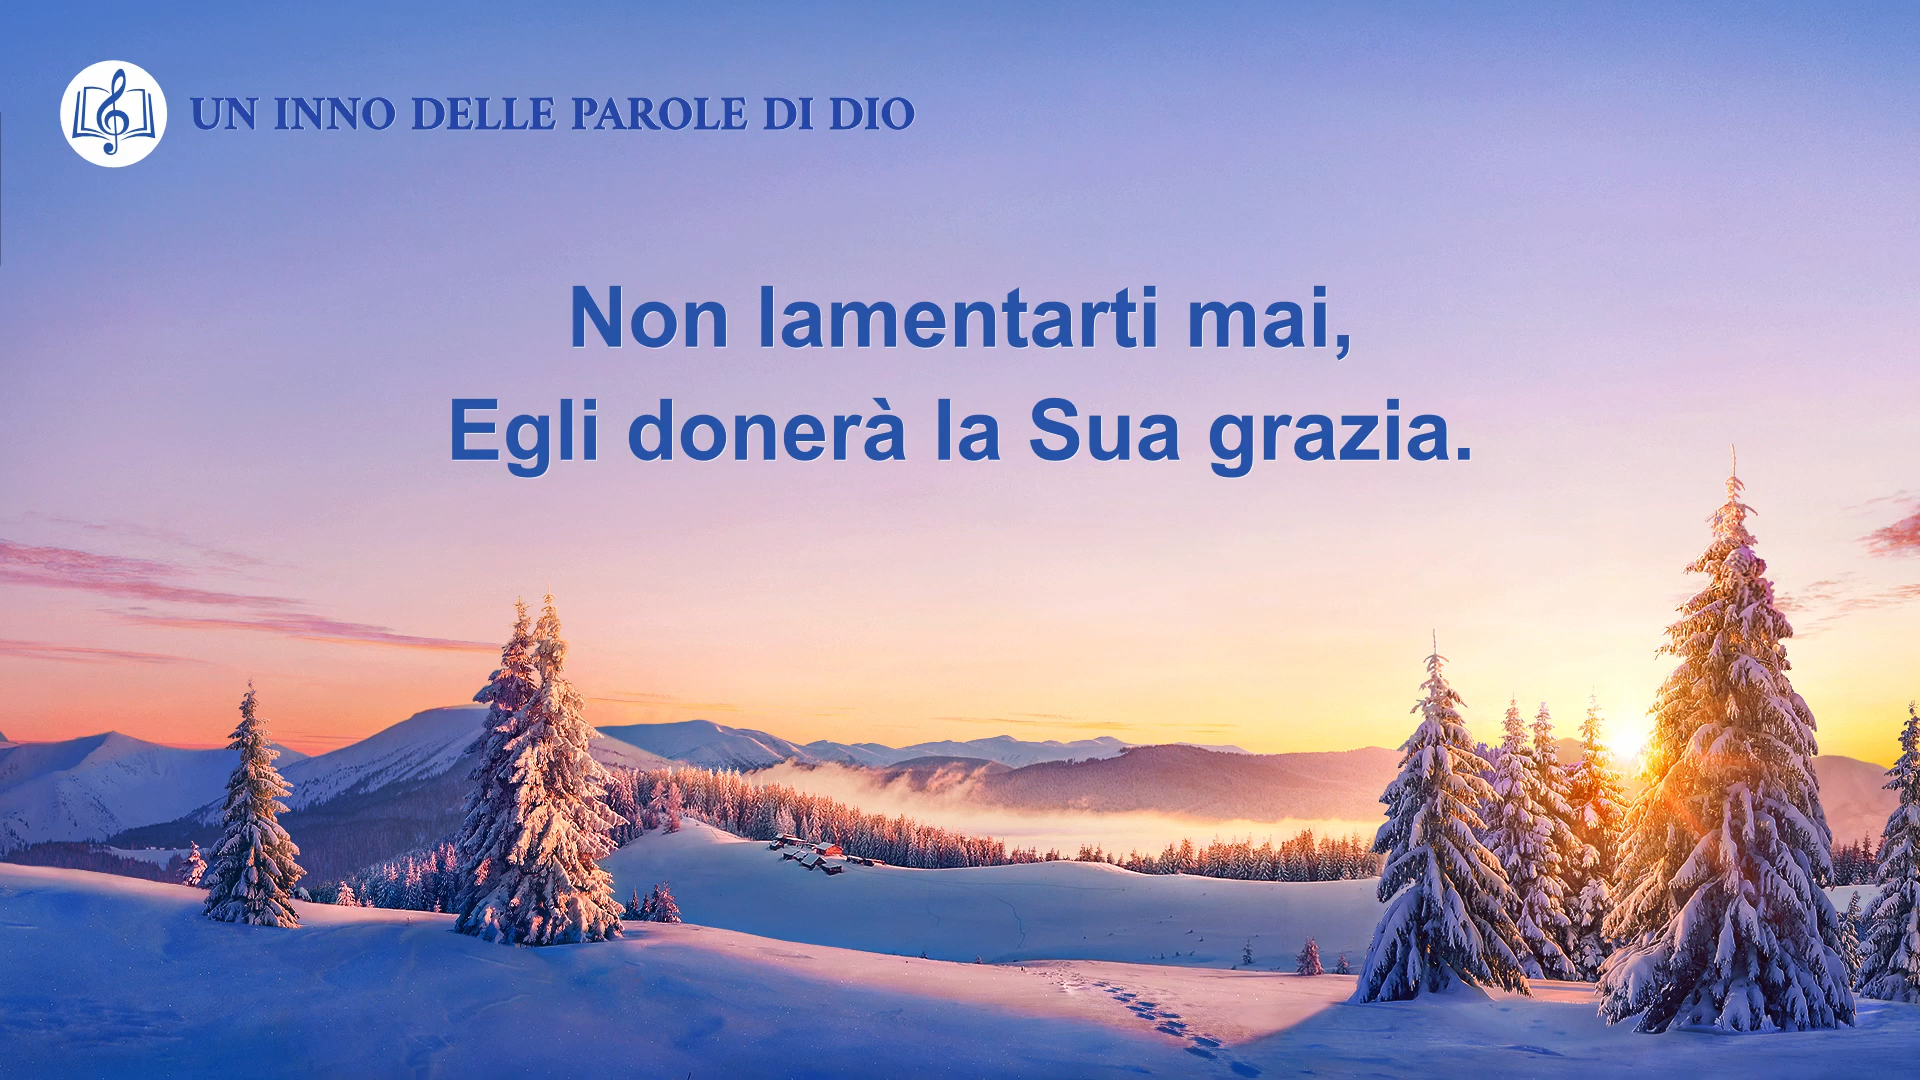 UN INNO DELLE PAROLE DI DIO
Non lamentarti mai,
Egli donerà la Sua grazia.